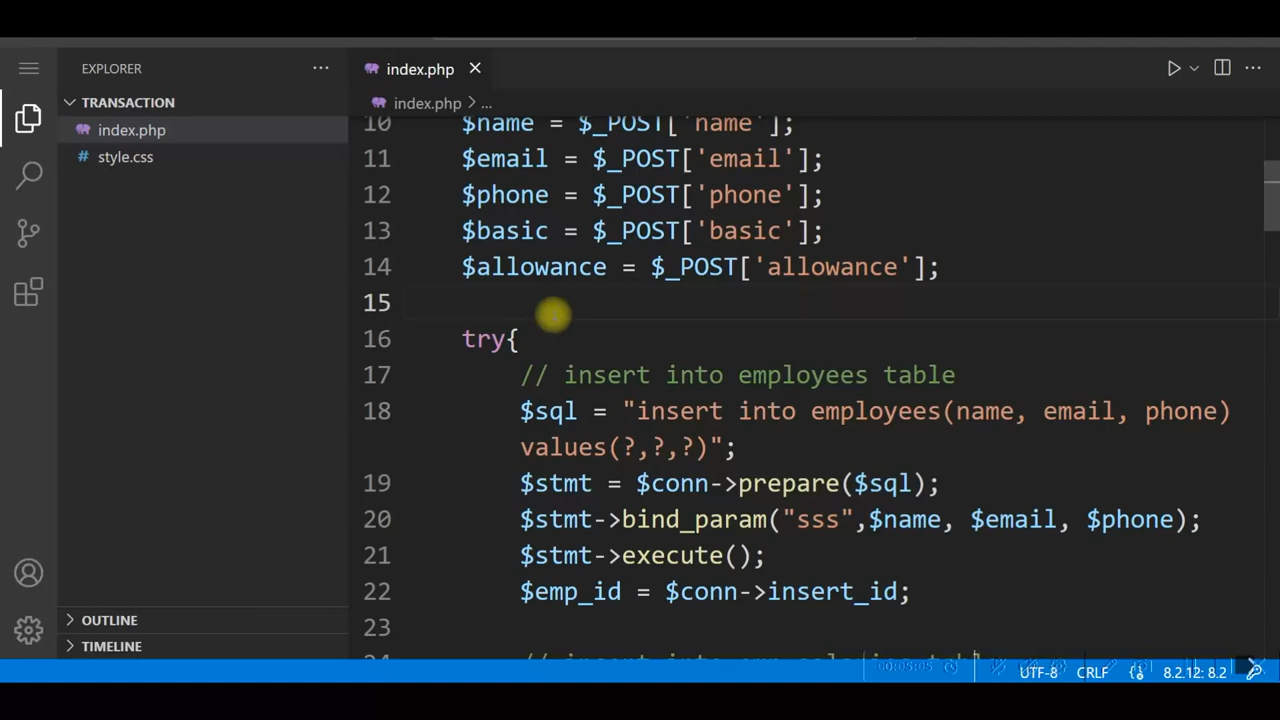 EXPLORER
index.php
TRANSACTION
index.php > ...
index.php
style.css
10 $name = $_POST['name'];
11 $email = $_POST['email'];
12 $phone = $_POST['phone'];
13 $basic = $_POST['basic'];
14 $allowance = $_POST['allowance'];
15
16 try{
17 // insert into employees table
18 $sql = "insert into employees(name, email, phone)
values(?,?,?)";
19 $stmt = $conn->prepare($sql);
20 $stmt->bind_param("sss",$name, $email, $phone);
21 $stmt->execute();
22 $emp_id = $conn->insert_id;
23
OUTLINE
TIMELINE
00:05:05
UTF-8 CRLF 8.2.12: 8.2